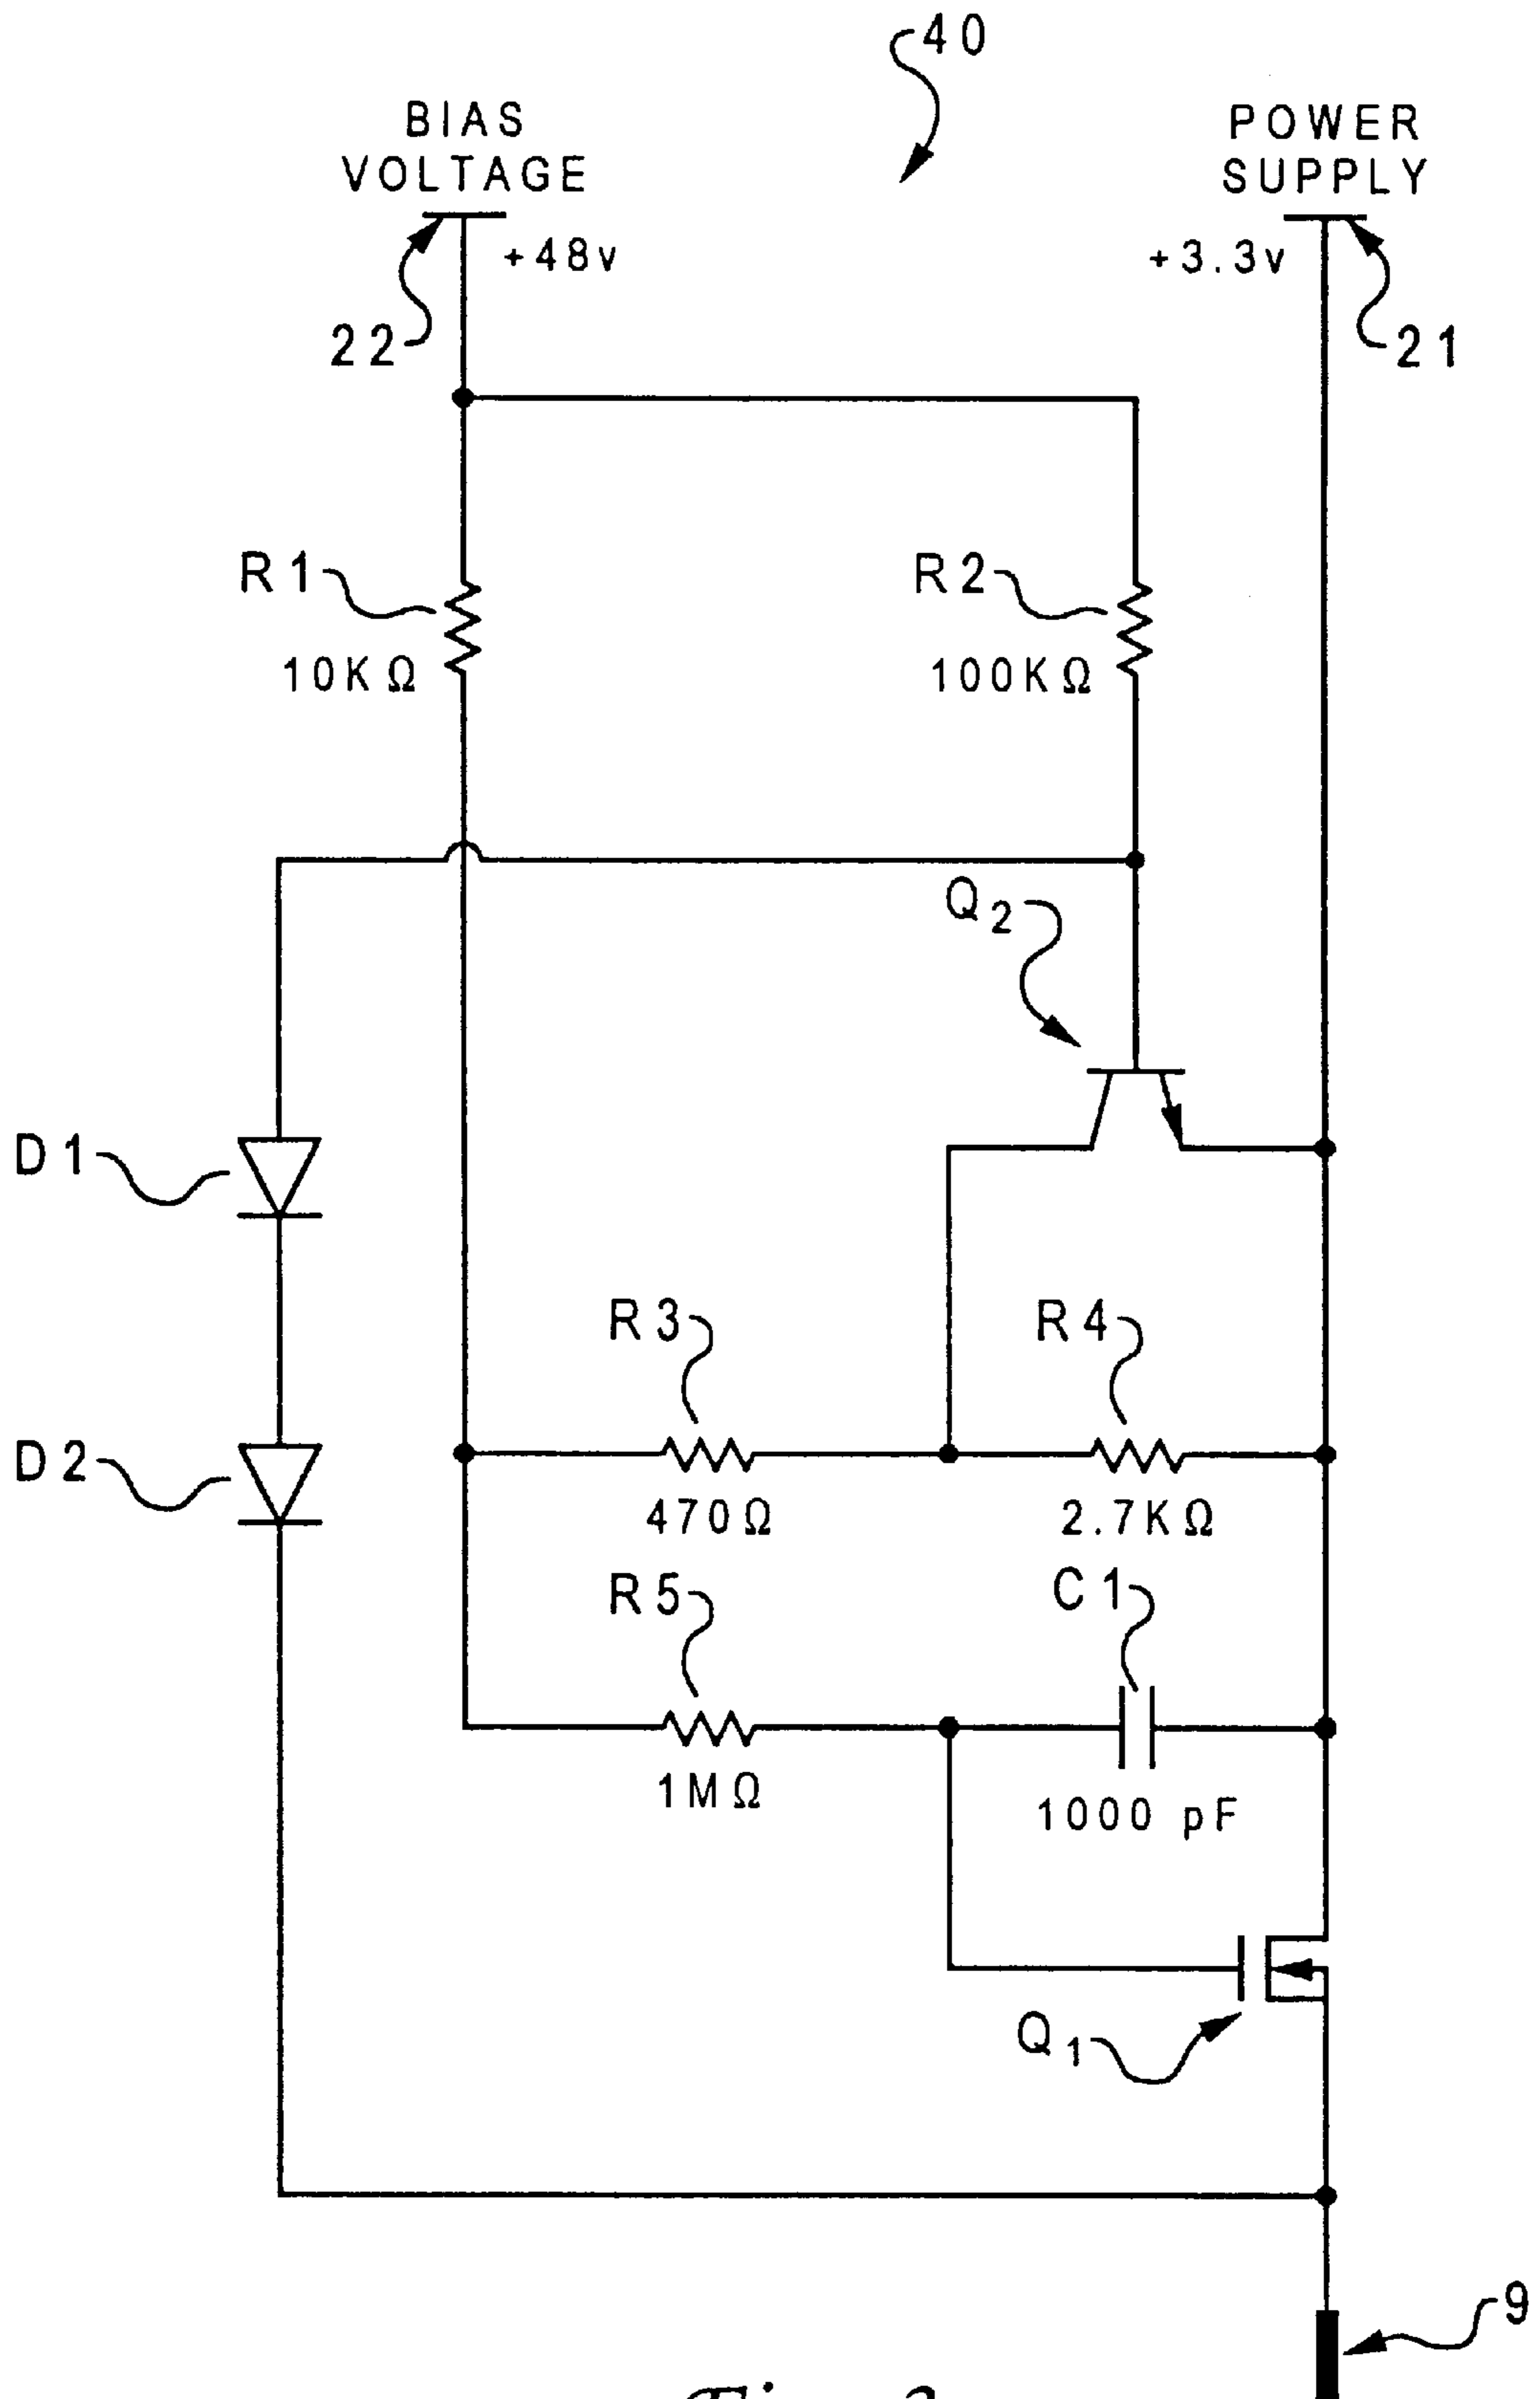 40
BIAS
VOLTAGE
POWER
SUPPLY
+48v
+3.3v
22
21
R1
10KΩ
R2
100KΩ
Q2
D1
R3
R4
D2
470Ω
2.7KΩ
R5
C1
1MΩ
1000 pF
Q1
9